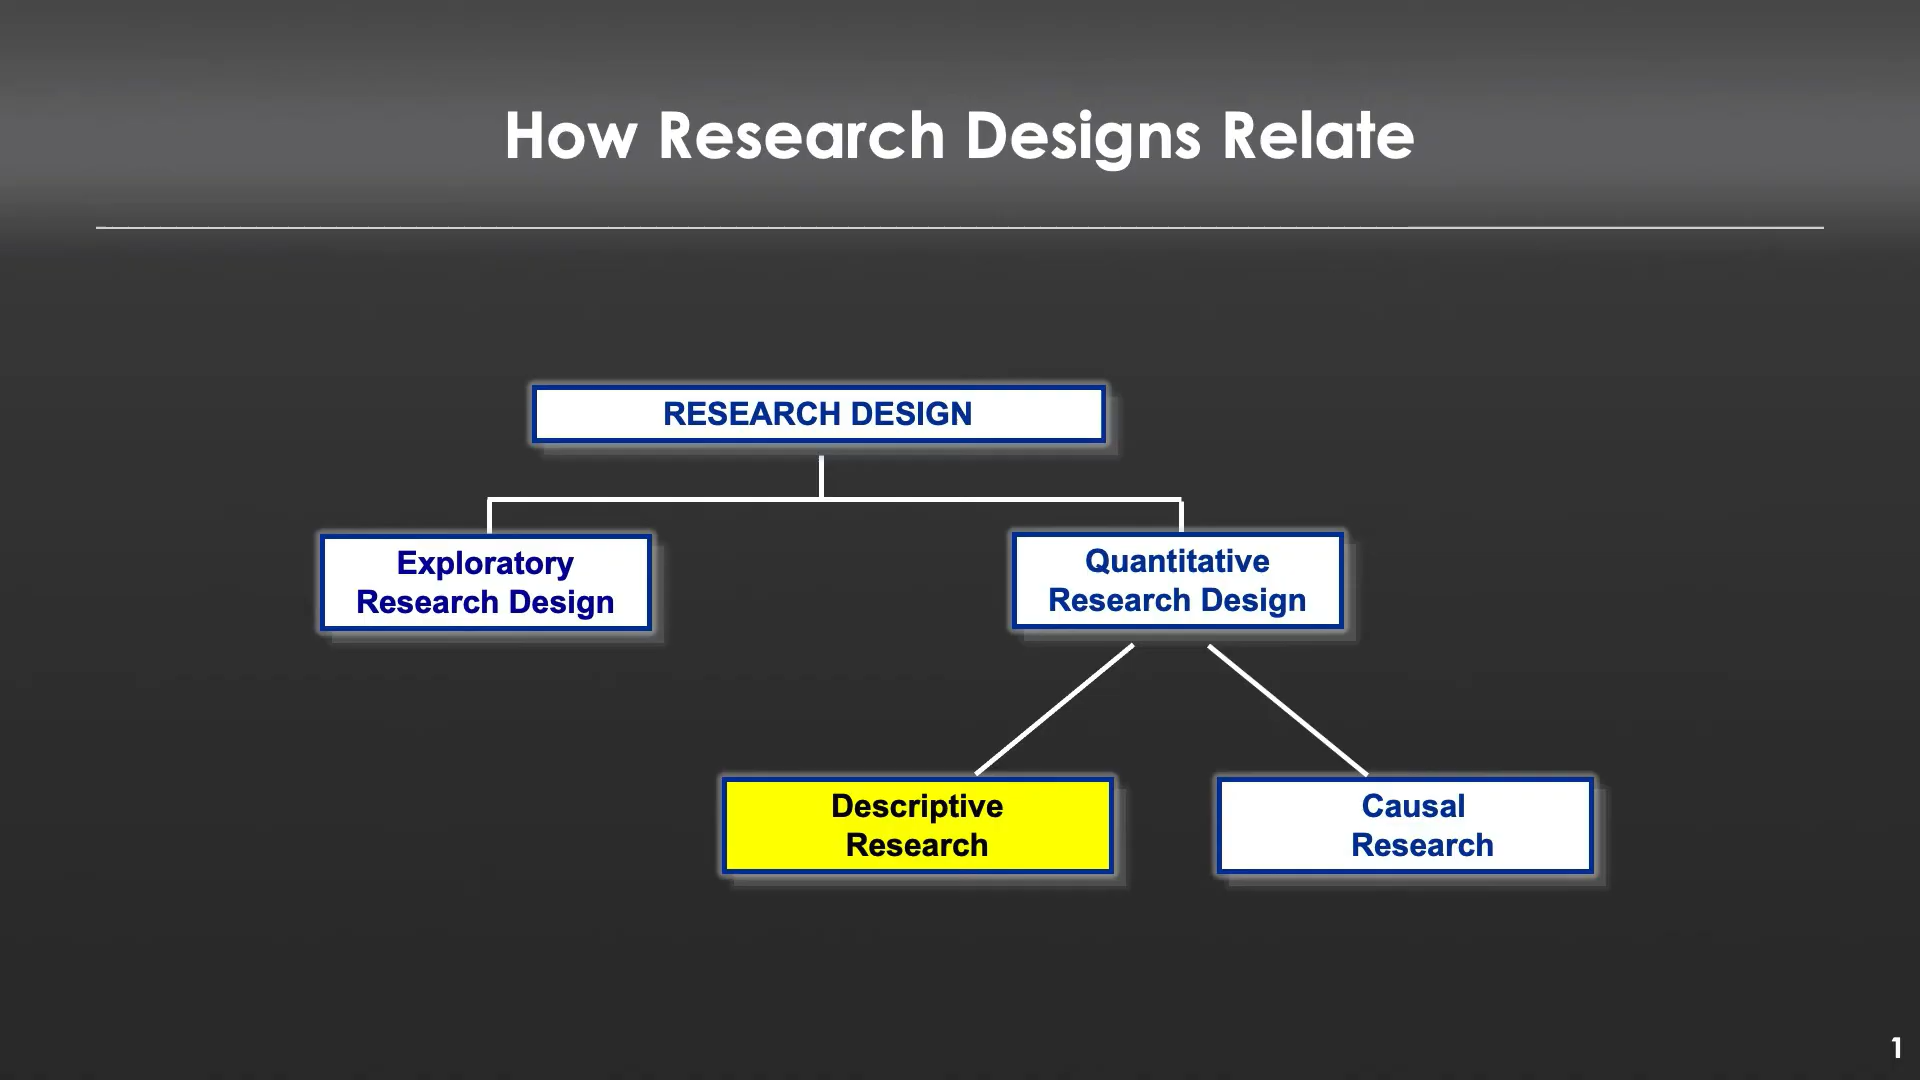 How Research Designs Relate
RESEARCH DESIGN
Exploratory
Research Design
Quantitative
Research Design
Descriptive
Research
Causal
Research
1